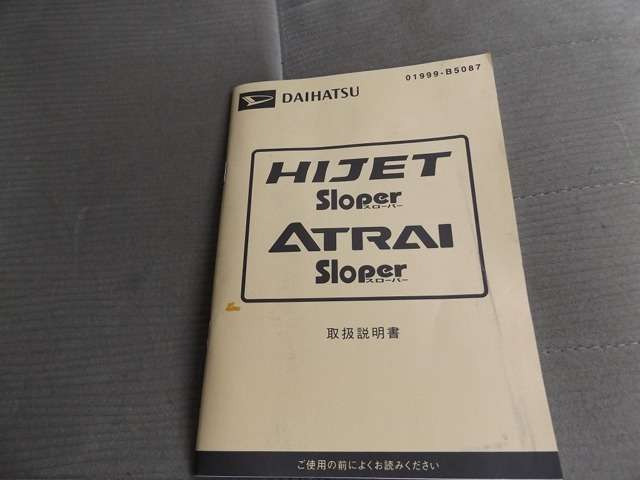 01999-B5087
DAIHATSU
HIJET
Sloper
スローパー
ATRAI
Sloper
スローパー
取扱説明書
ご使用の前によくお読みください